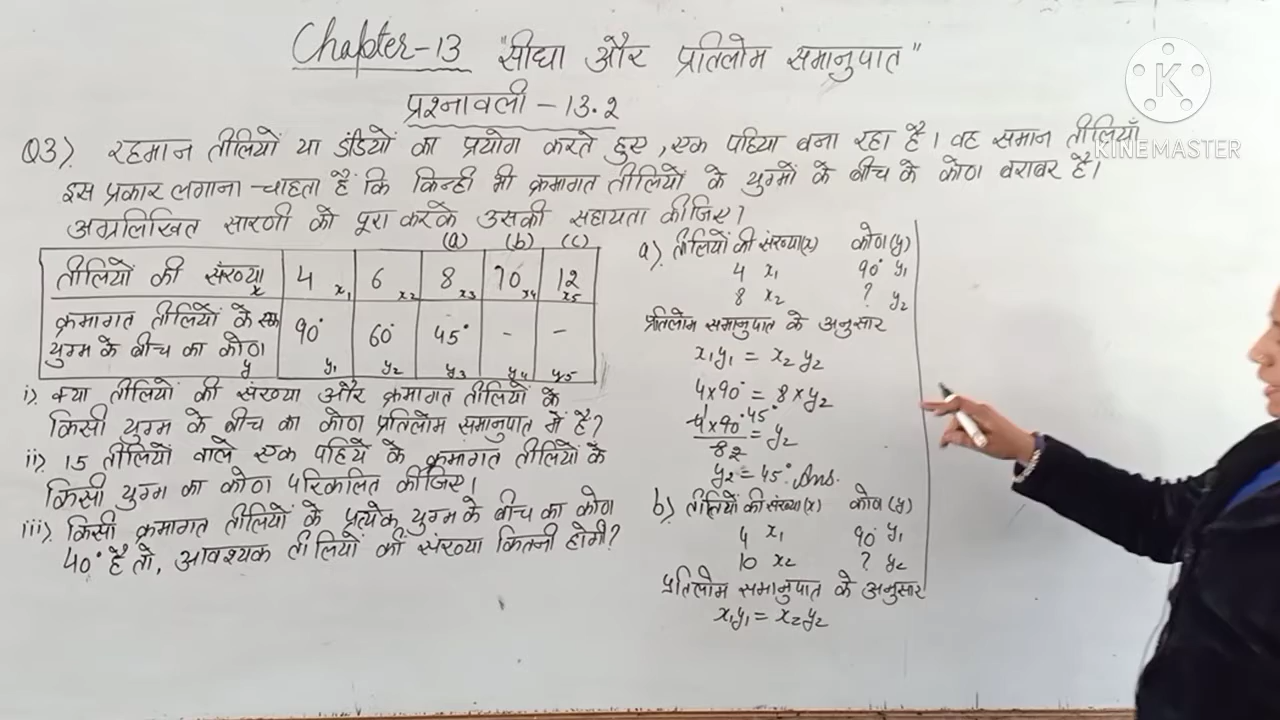 Chapter-13 "सीधा और प्रतिलोम समानुपात"
प्रश्नावली - 13.2
Q3). रहमान तीलियों या डंडियों का प्रयोग करते हुए, एक पहिया बना रहा है। वह समान तीलियाँ
इस प्रकार लगाना चाहता है कि किन्ही भी क्रमागत तीलियों के युग्मों के बीच के कोण बराबर है।
अग्रलिखित सारणी को पूरा करके उसकी सहायता कीजिए।
(a) (b) (c)
तीलियों की संख्या x 4 x₁ 6 x₂ 8 x₃ 10 x₄ 12 x₅
क्रमागत तीलियों के एक
युग्म के बीच का कोण y 90° y₁ 60° y₂ 45° y₃ - y₄ - y₅
i). क्या तीलियों की संख्या और क्रमागत तीलियों के
किसी युग्म के बीच का कोण प्रतिलोम समानुपात में है?
ii). 15 तीलियों वाले एक पहिये के क्रमागत तीलियों के
किसी युग्म का कोण परिकलित कीजिए।
iii). किसी क्रमागत तीलियों के प्रत्येक युग्म के बीच का कोण
40° है तो, आवश्यक तीलियों की संख्या कितनी होगी?
a). तीलियों की संख्या(x) कोण (y)
4 x₁ 90° y₁
8 x₂ ? y₂
प्रतिलोम समानुपात के अनुसार
x₁y₁ = x₂y₂
4×90° = 8×y₂
4×90° 45°
8 2 = y₂
y₂ = 45° Ans.
b). तीलियों की संख्या(x) कोण (y)
4 x₁ 90° y₁
10 x₂ ? y₂
प्रतिलोम समानुपात के अनुसार
x₁y₁ = x₂y₂
K
KINEMASTER